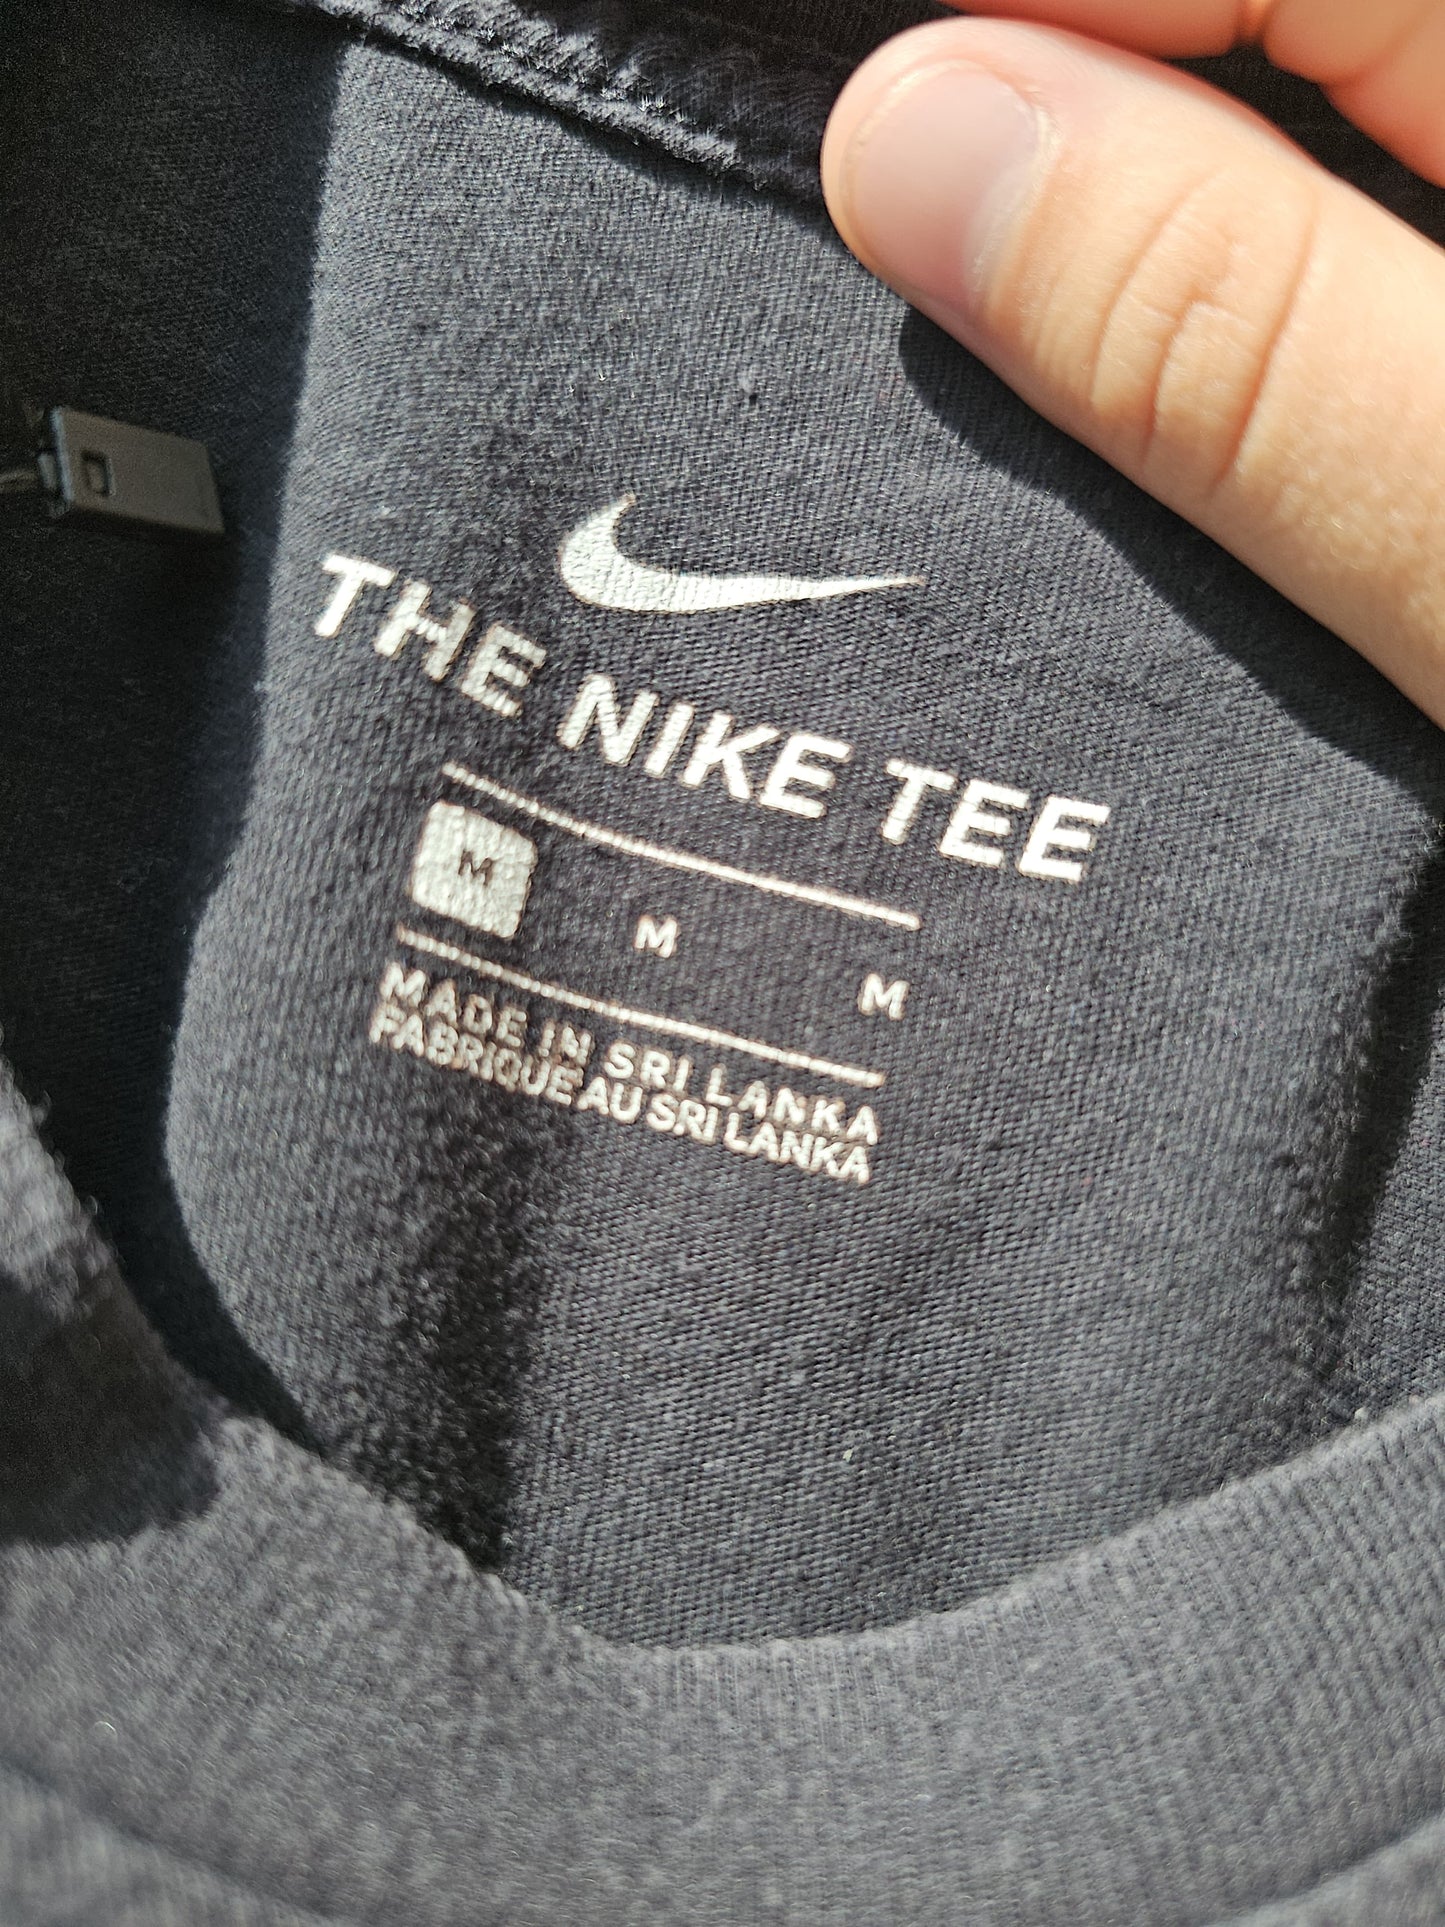 THE NIKE TEE
M M M
MADE IN SRI LANKA
FABRIQUE AU SRI LANKA